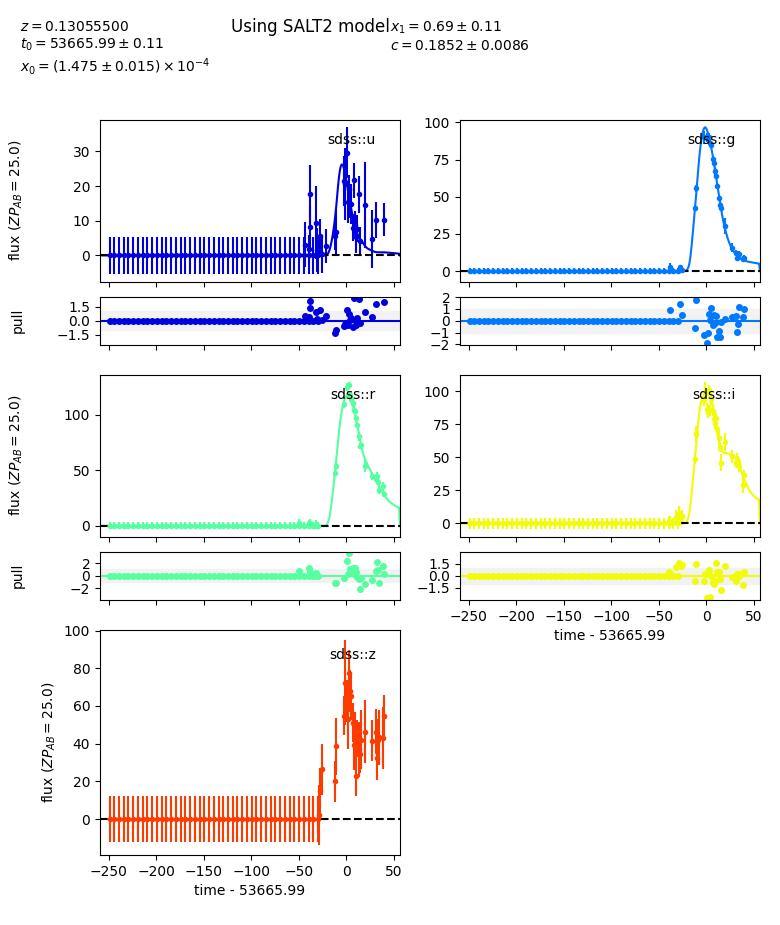 z = 0.13055500
Using SALT2 model
x₁ = 0.69 ± 0.11
t₀ = 53665.99 ± 0.11
c = 0.1852 ± 0.0086
x₀ = (1.475 ± 0.015) × 10⁻⁴
sdss::u
flux (ZP_AB = 25.0)
30
20
10
0
sdss::g
100
75
50
25
0
pull
1.5
0.0
−1.5
2
1
0
−1
−2
sdss::r
flux (ZP_AB = 25.0)
100
50
0
sdss::i
100
75
50
25
0
pull
2
0
−2
1.5
0.0
−1.5
−250 −200 −150 −100 −50 0 50
time - 53665.99
sdss::z
flux (ZP_AB = 25.0)
100
80
60
40
20
0
−250 −200 −150 −100 −50 0 50
time - 53665.99